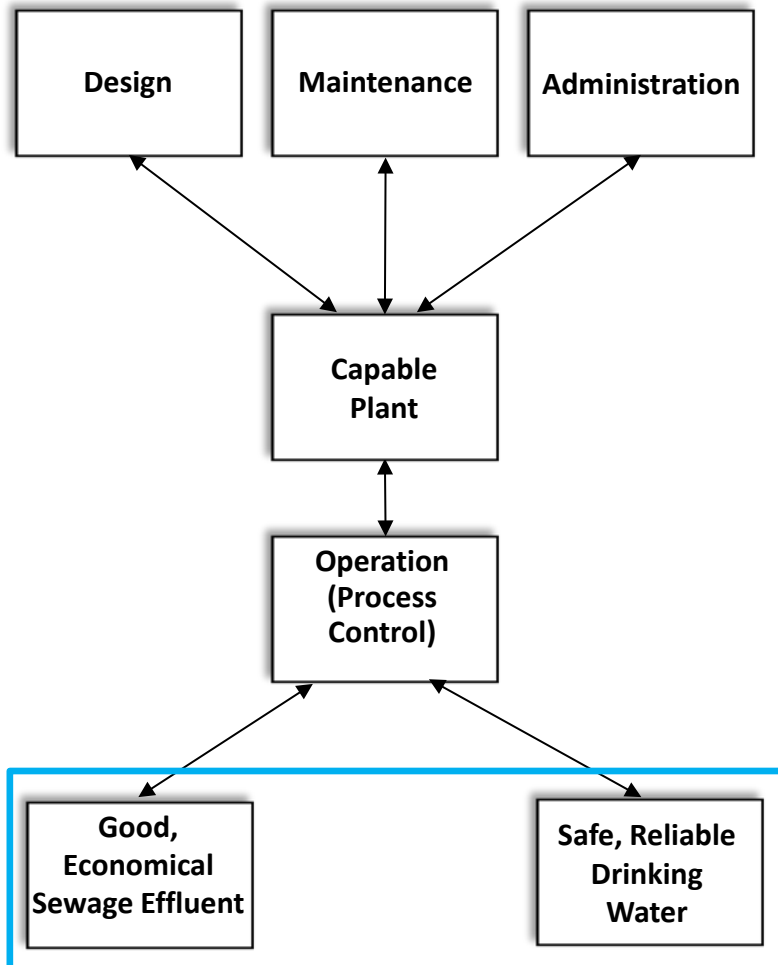 Design
Maintenance
Administration
Capable
Plant
Operation
(Process
Control)
Good,
Economical
Sewage Effluent
Safe, Reliable
Drinking
Water